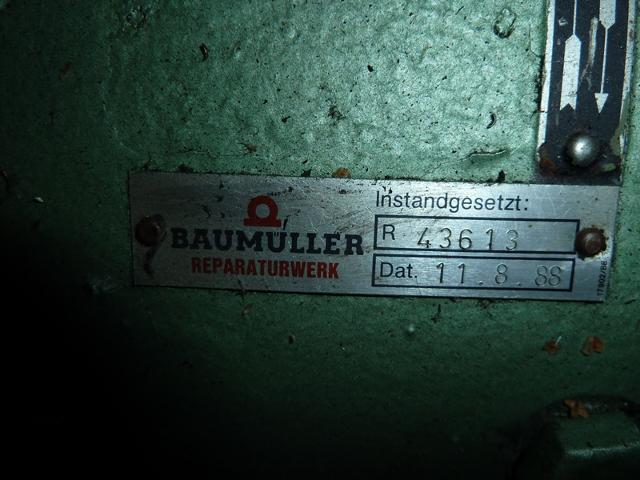 BAUMÜLLER
REPARATURWERK
Instandgesetzt:
R 43613
Dat. 11. 8. 88